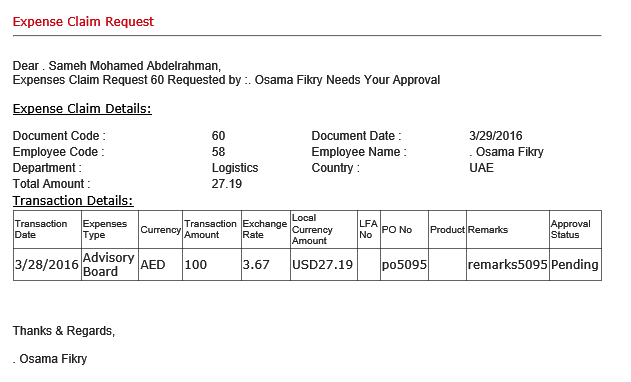 Expense Claim Request
Dear . Sameh Mohamed Abdelrahman,
Expenses Claim Request 60 Requested by :. Osama Fikry Needs Your Approval
Expense Claim Details:
Document Code : 60 Document Date : 3/29/2016
Employee Code : 58 Employee Name : . Osama Fikry
Department : Logistics Country : UAE
Total Amount : 27.19
Transaction Details:
Transaction Date Expenses Type Currency Transaction Amount Exchange Rate Local Currency Amount LFA No PO No Product Remarks Approval Status
3/28/2016 Advisory Board AED 100 3.67 USD27.19 po5095 remarks5095 Pending
Thanks & Regards,
. Osama Fikry